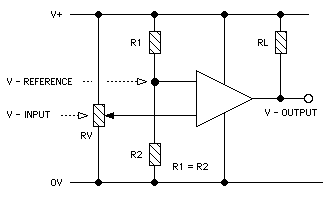 V+
R1
RL
V - REFERENCE
V - INPUT
V - OUTPUT
RV
R2
R1 = R2
0V